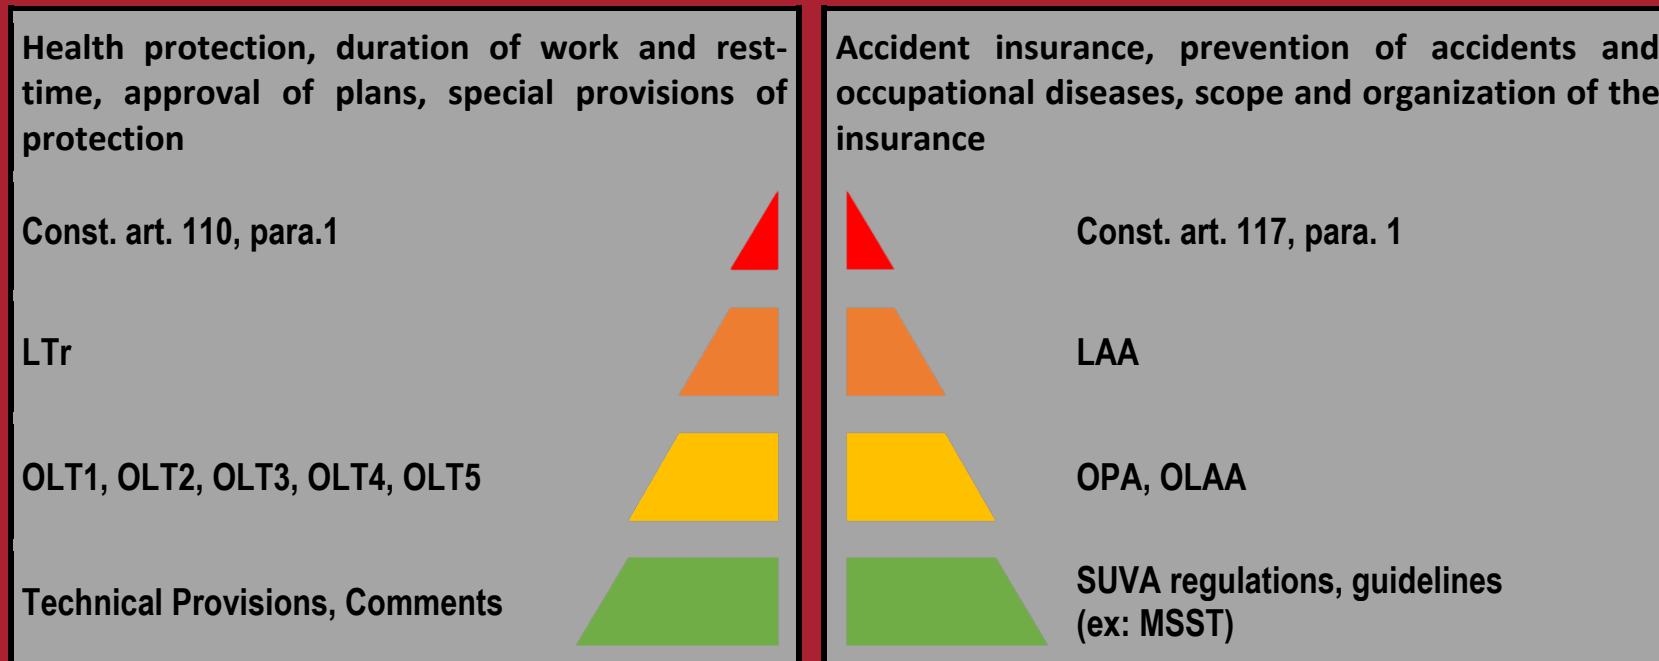 Health protection, duration of work and rest-
time, approval of plans, special provisions of
protection
Const. art. 110, para.1
LTr
OLT1, OLT2, OLT3, OLT4, OLT5
Technical Provisions, Comments
Accident insurance, prevention of accidents and
occupational diseases, scope and organization of the
insurance
Const. art. 117, para. 1
LAA
OPA, OLAA
SUVA regulations, guidelines
(ex: MSST)